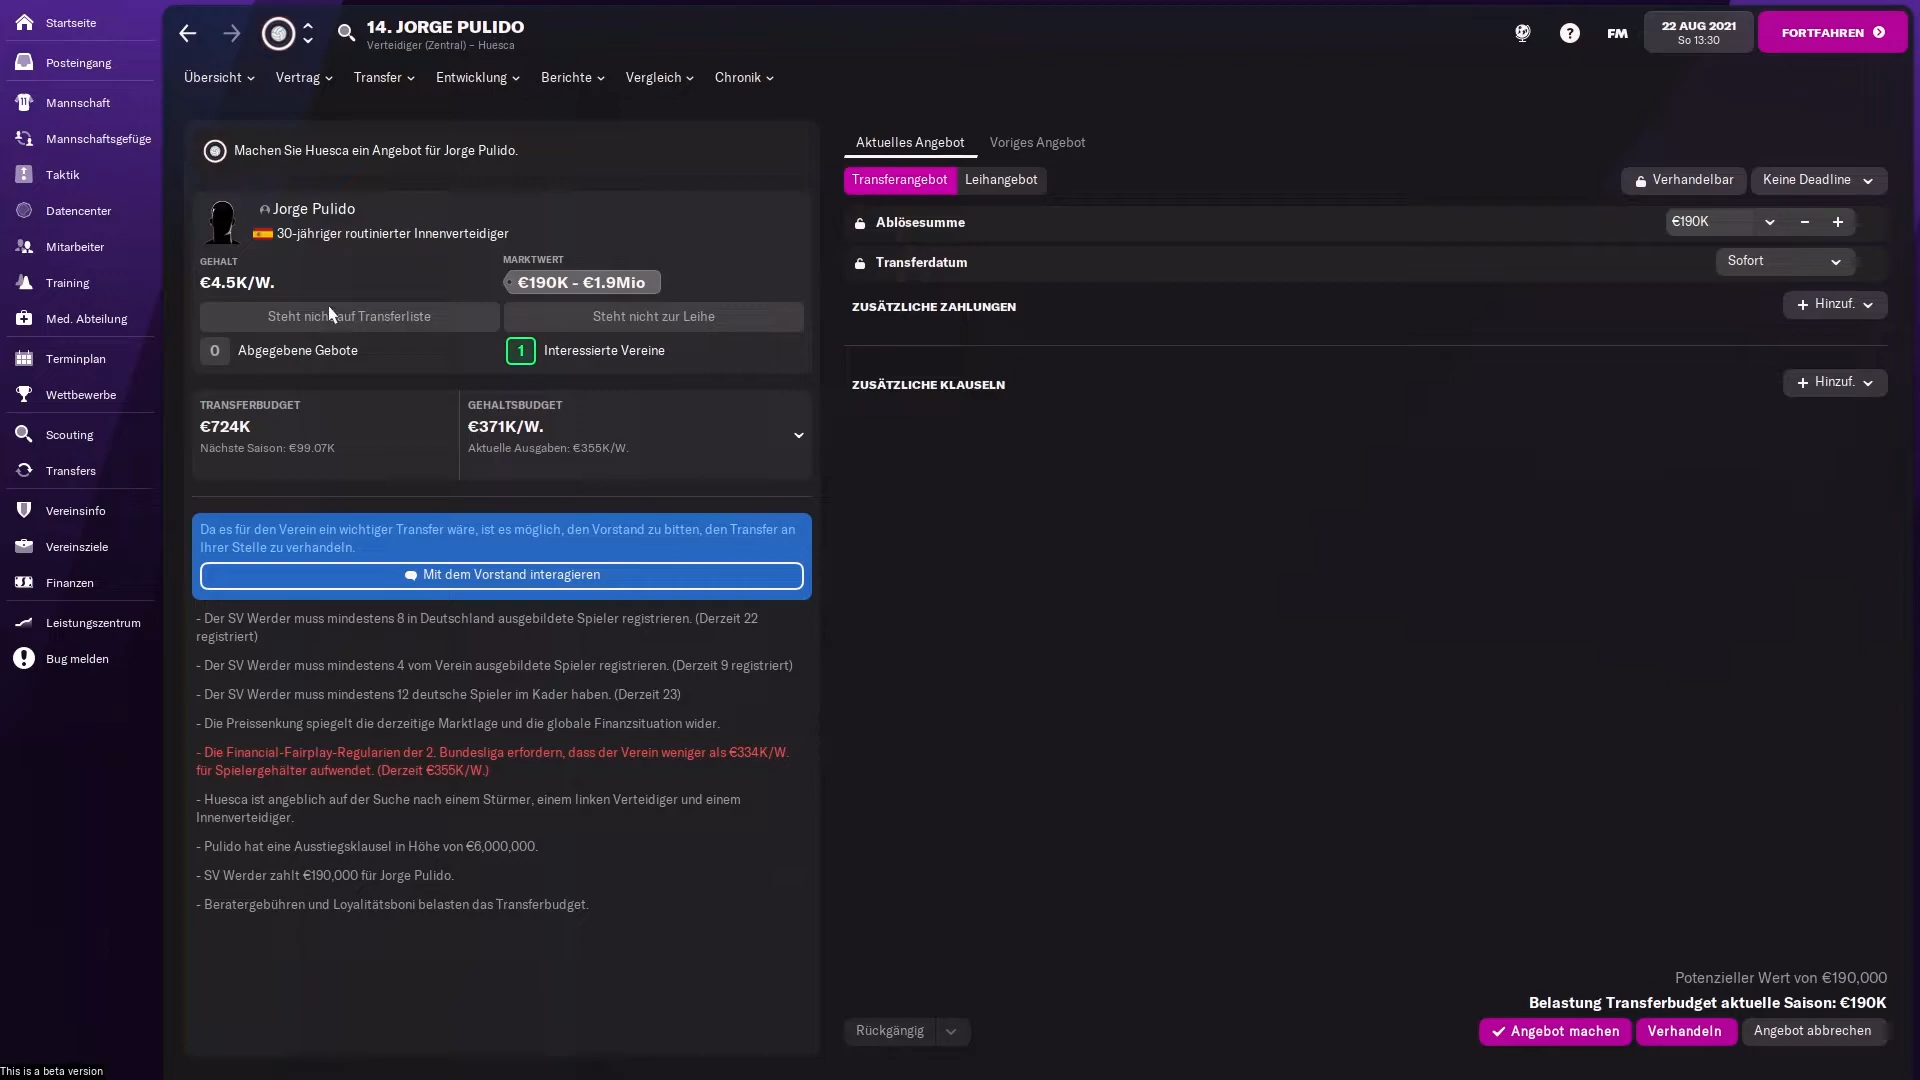 Startseite
Posteingang
Mannschaft
Mannschaftsgefüge
Taktik
Datencenter
Mitarbeiter
Training
Med. Abteilung
Terminplan
Wettbewerbe
Scouting
Transfers
Vereinsinfo
Vereinsziele
Finanzen
Leistungszentrum
Bug melden
This is a beta version
14. JORGE PULIDO
Verteidiger (Zentral) – Huesca
FM
22 AUG 2021
So 13:30
FORTFAHREN
Übersicht Vertrag Transfer Entwicklung Berichte Vergleich Chronik
Machen Sie Huesca ein Angebot für Jorge Pulido.
Jorge Pulido
30-jähriger routinierter Innenverteidiger
GEHALT
€4.5K/W.
MARKTWERT
€190K - €1.9Mio
Steht nicht auf Transferliste
Steht nicht zur Leihe
0 Abgegebene Gebote
1 Interessierte Vereine
TRANSFERBUDGET
€724K
Nächste Saison: €99.07K
GEHALTSBUDGET
€371K/W.
Aktuelle Ausgaben: €355K/W.
Da es für den Verein ein wichtiger Transfer wäre, ist es möglich, den Vorstand zu bitten, den Transfer an
Ihrer Stelle zu verhandeln.
Mit dem Vorstand interagieren
- Der SV Werder muss mindestens 8 in Deutschland ausgebildete Spieler registrieren. (Derzeit 22
registriert)
- Der SV Werder muss mindestens 4 vom Verein ausgebildete Spieler registrieren. (Derzeit 9 registriert)
- Der SV Werder muss mindestens 12 deutsche Spieler im Kader haben. (Derzeit 23)
- Die Preissenkung spiegelt die derzeitige Marktlage und die globale Finanzsituation wider.
- Die Financial-Fairplay-Regularien der 2. Bundesliga erfordern, dass der Verein weniger als €334K/W.
für Spielergehälter aufwendet. (Derzeit €355K/W.)
- Huesca ist angeblich auf der Suche nach einem Stürmer, einem linken Verteidiger und einem
Innenverteidiger.
- Pulido hat eine Ausstiegsklausel in Höhe von €6,000,000.
- SV Werder zahlt €190,000 für Jorge Pulido.
- Beratergebühren und Loyalitätsboni belasten das Transferbudget.
Aktuelles Angebot Voriges Angebot
Transferangebot Leihangebot
Verhandelbar
Keine Deadline
Ablösesumme
€190K
Transferdatum
Sofort
ZUSÄTZLICHE ZAHLUNGEN
Hinzuf.
ZUSÄTZLICHE KLAUSELN
Hinzuf.
Potenzieller Wert von €190,000
Belastung Transferbudget aktuelle Saison: €190K
Rückgängig
Angebot machen
Verhandeln
Angebot abbrechen